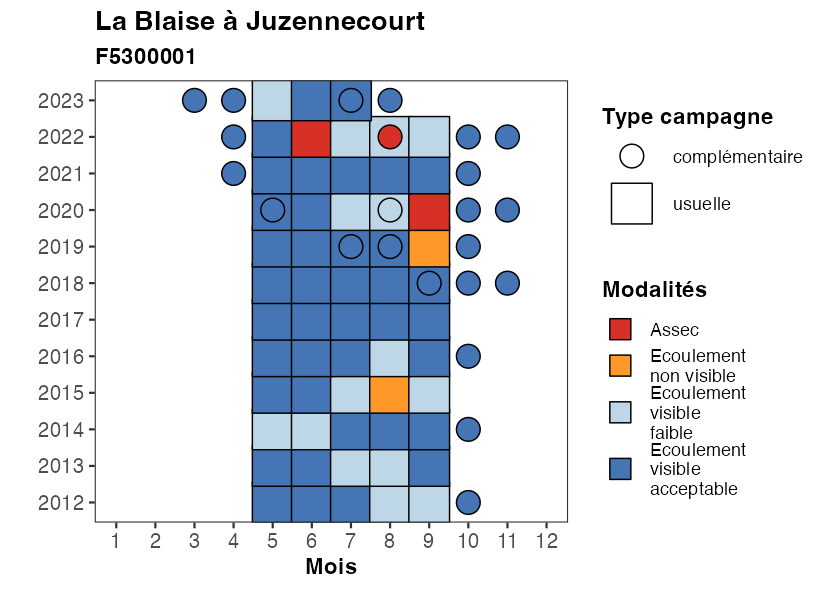 La Blaise à Juzennecourt
F5300001
2023
2022
2021
2020
2019
2018
2017
2016
2015
2014
2013
2012
1 2 3 4 5 6 7 8 9 10 11 12
Mois
Type campagne
complémentaire
usuelle
Modalités
Assec
Ecoulement
non visible
Ecoulement
visible
faible
Ecoulement
visible
acceptable